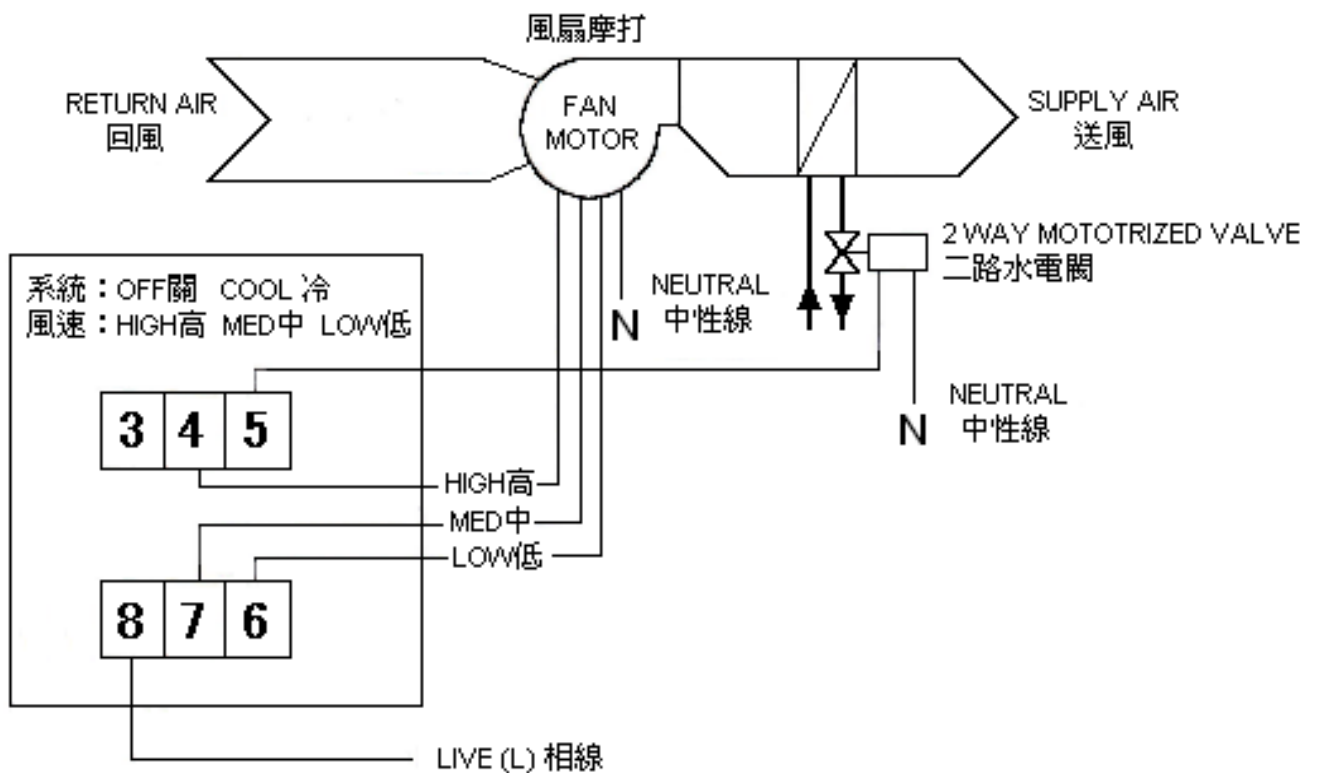 風扇摩打
RETURN AIR
回風
FAN
MOTOR
SUPPLY AIR
送風
2 WAY MOTOTRIZED VALVE
二路水電閥
系統：OFF關 COOL 冷
風速：HIGH高 MED中 LOW低
NEUTRAL
中性線
N
NEUTRAL
中性線
N
3 4 5
HIGH高
MED中
LOW低
8 7 6
LIVE (L) 相線